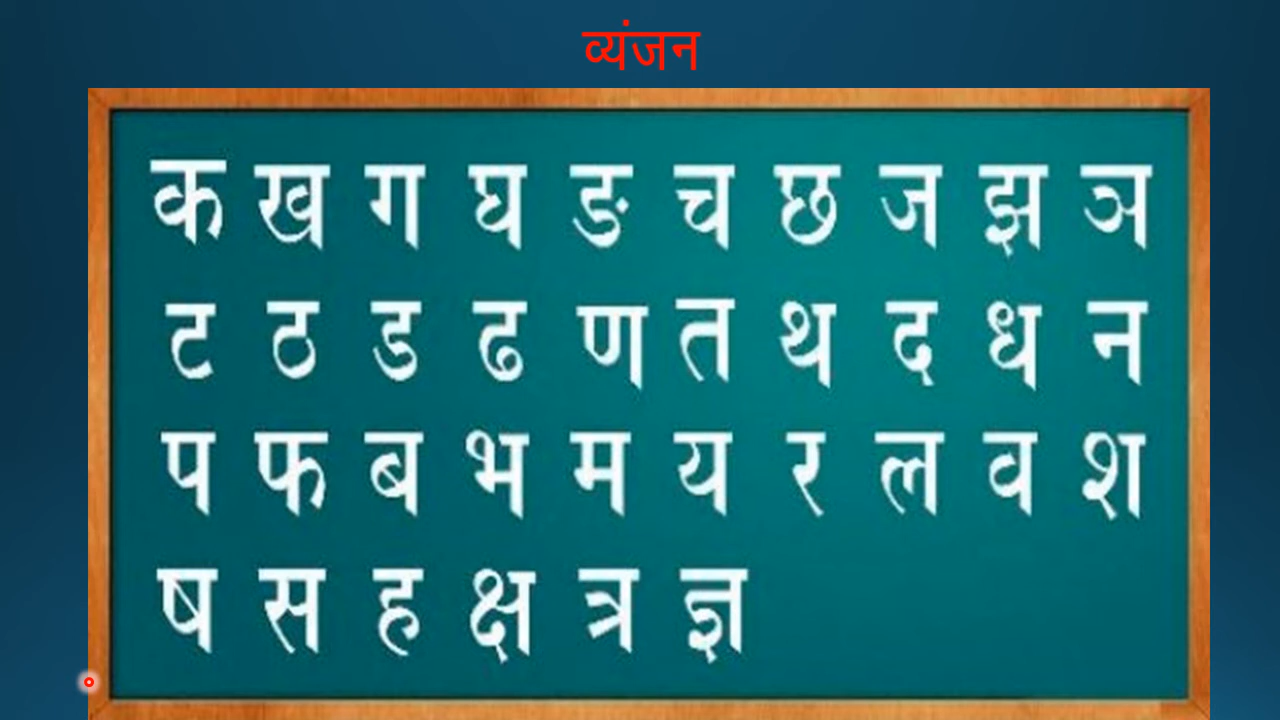 व्यंजन
क ख ग घ ङ च छ ज झ ञ
ट ठ ड ढ ण त थ द ध न
प फ ब भ म य र ल व श
ष स ह क्ष त्र ज्ञ